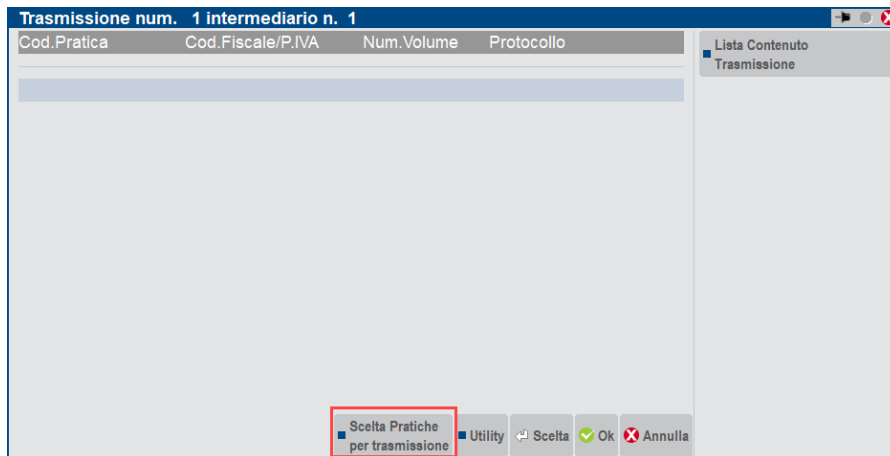 Trasmissione num. 1 intermediario n. 1
Cod.Pratica Cod.Fiscale/P.IVA Num.Volume Protocollo
Lista Contenuto
Trasmissione
Scelta Pratiche
per trasmissione
Utility
Scelta
Ok
Annulla